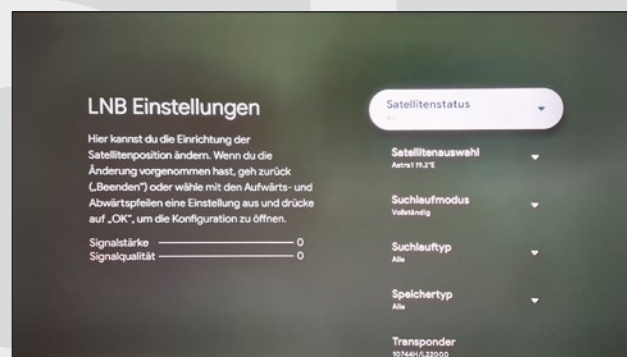 LNB Einstellungen
Hier kannst du die Einrichtung der
Satellitenposition ändern. Wenn du die
Änderung vorgenommen hast, geh zurück
(„Beenden“) oder wähle mit den Aufwärts- und
Abwärtspfeilen eine Einstellung aus und drücke
auf „OK“, um die Konfiguration zu öffnen.
Signalstärke 0
Signalqualität 0
Satellitenstatus
Satellitenauswahl
Astra1 19.2°E
Suchlaufmodus
Vollständig
Suchlauftyp
Alle
Speichertyp
Alle
Transponder
10744H/L22000